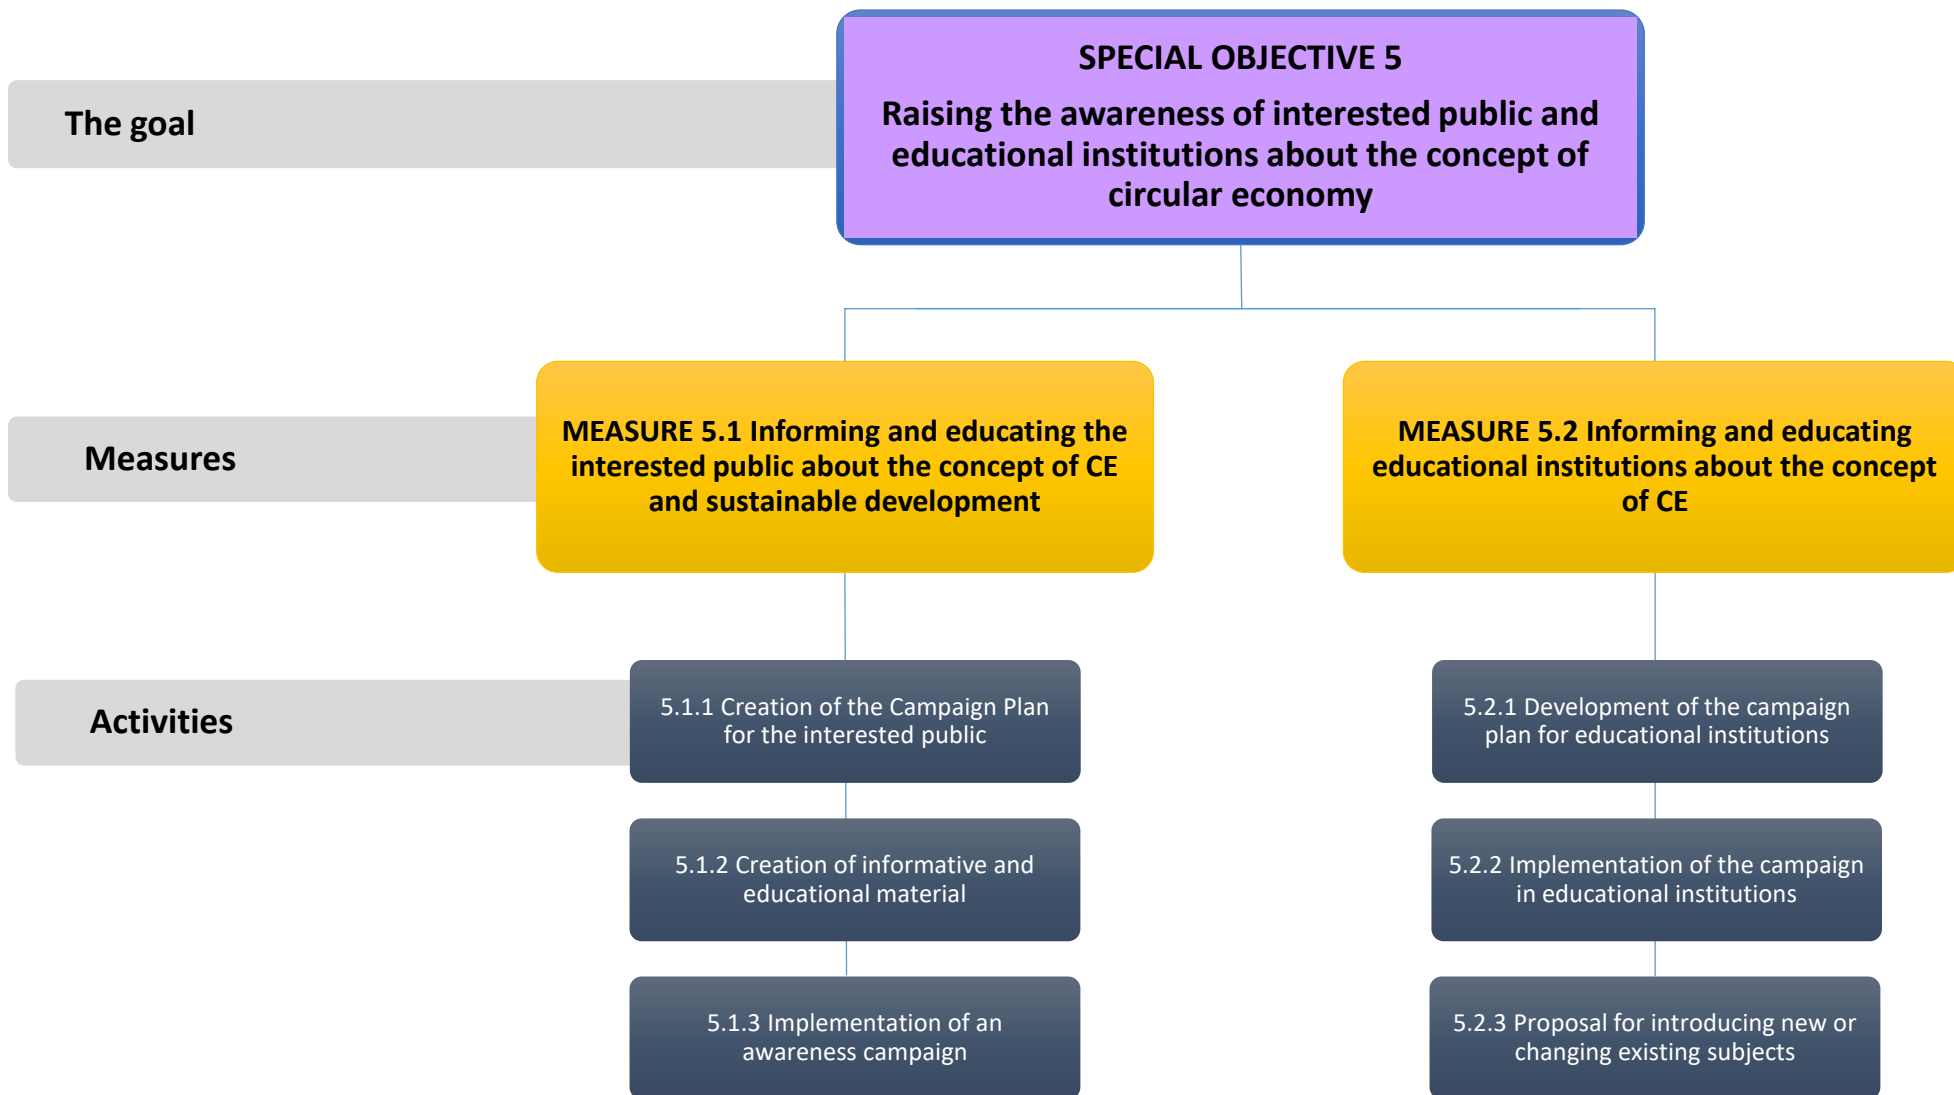 SPECIAL OBJECTIVE 5
Raising the awareness of interested public and
educational institutions about the concept of
circular economy
The goal
MEASURE 5.1 Informing and educating the
interested public about the concept of CE
and sustainable development
MEASURE 5.2 Informing and educating
educational institutions about the concept
of CE
Measures
Activities
5.1.1 Creation of the Campaign Plan
for the interested public
5.2.1 Development of the campaign
plan for educational institutions
5.1.2 Creation of informative and
educational material
5.2.2 Implementation of the campaign
in educational institutions
5.1.3 Implementation of an
awareness campaign
5.2.3 Proposal for introducing new or
changing existing subjects